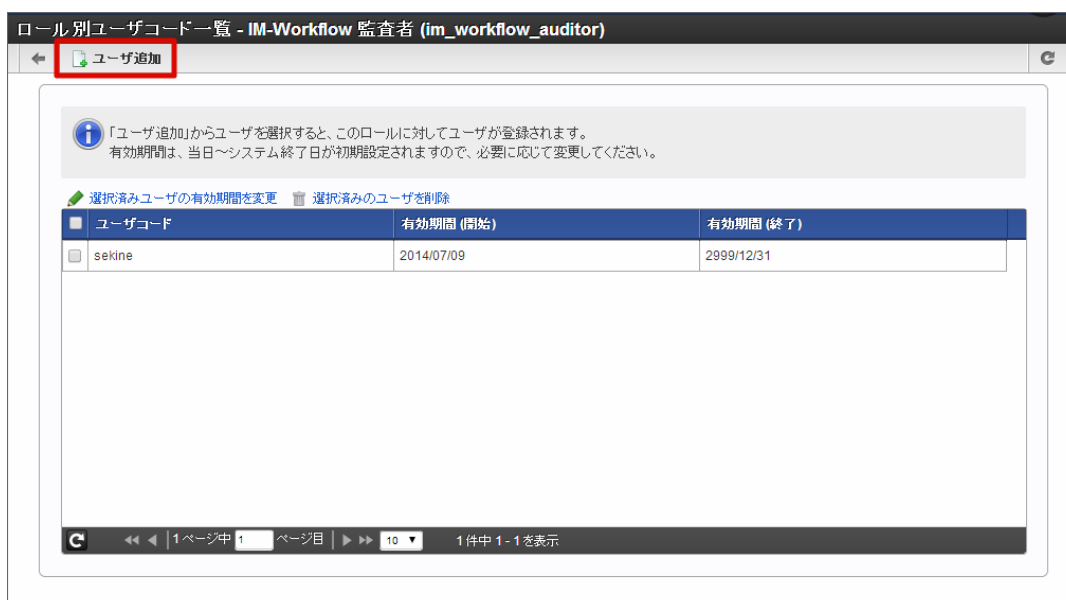 ロール別ユーザコード一覧 - IM-Workflow 監査者 (im_workflow_auditor)
ユーザ追加
「ユーザ追加」からユーザを選択すると、このロールに対してユーザが登録されます。
有効期間は、当日～システム終了日が初期設定されますので、必要に応じて変更してください。
選択済みユーザの有効期間を変更 選択済みのユーザを削除
ユーザコード 有効期間 (開始) 有効期間 (終了)
sekine 2014/07/09 2999/12/31
1ページ中 1 ページ目 10 1件中 1 - 1 を表示